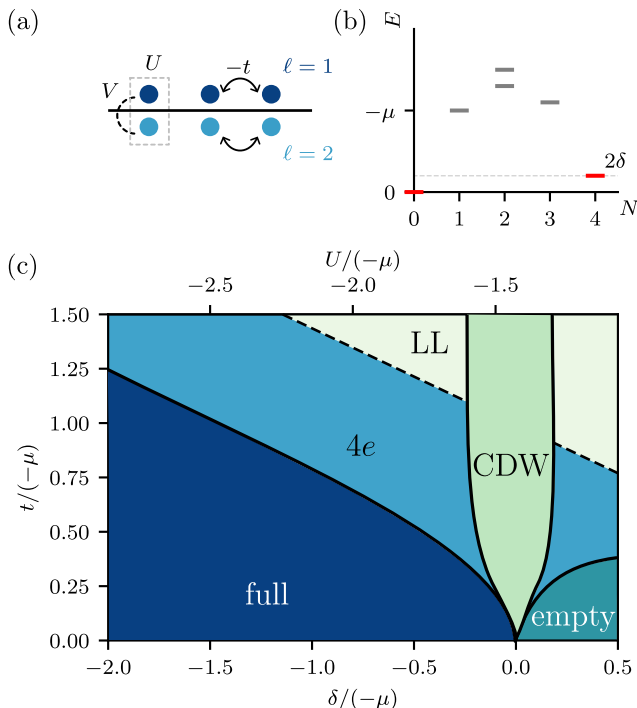 (a)
U
V
−t
ℓ = 1
ℓ = 2
(b)
E
−μ
0
2δ
0 1 2 3 4
N
(c)
U/(−μ)
−2.5 −2.0 −1.5
1.50
1.25
1.00
0.75
0.50
0.25
0.00
t/(−μ)
LL
4e
CDW
full
empty
−2.0 −1.5 −1.0 −0.5 0.0 0.5
δ/(−μ)